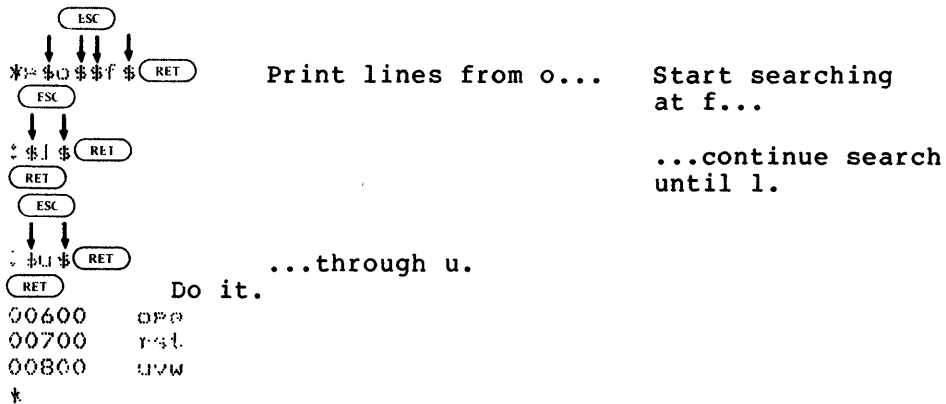 ESC
*P $o $$f $ RET Print lines from o... Start searching
ESC at f...
: $l $ RET ...continue search
RET until l.
ESC
: $u $ RET ...through u.
RET Do it.
00600
00700 rst
00800 uvw
*